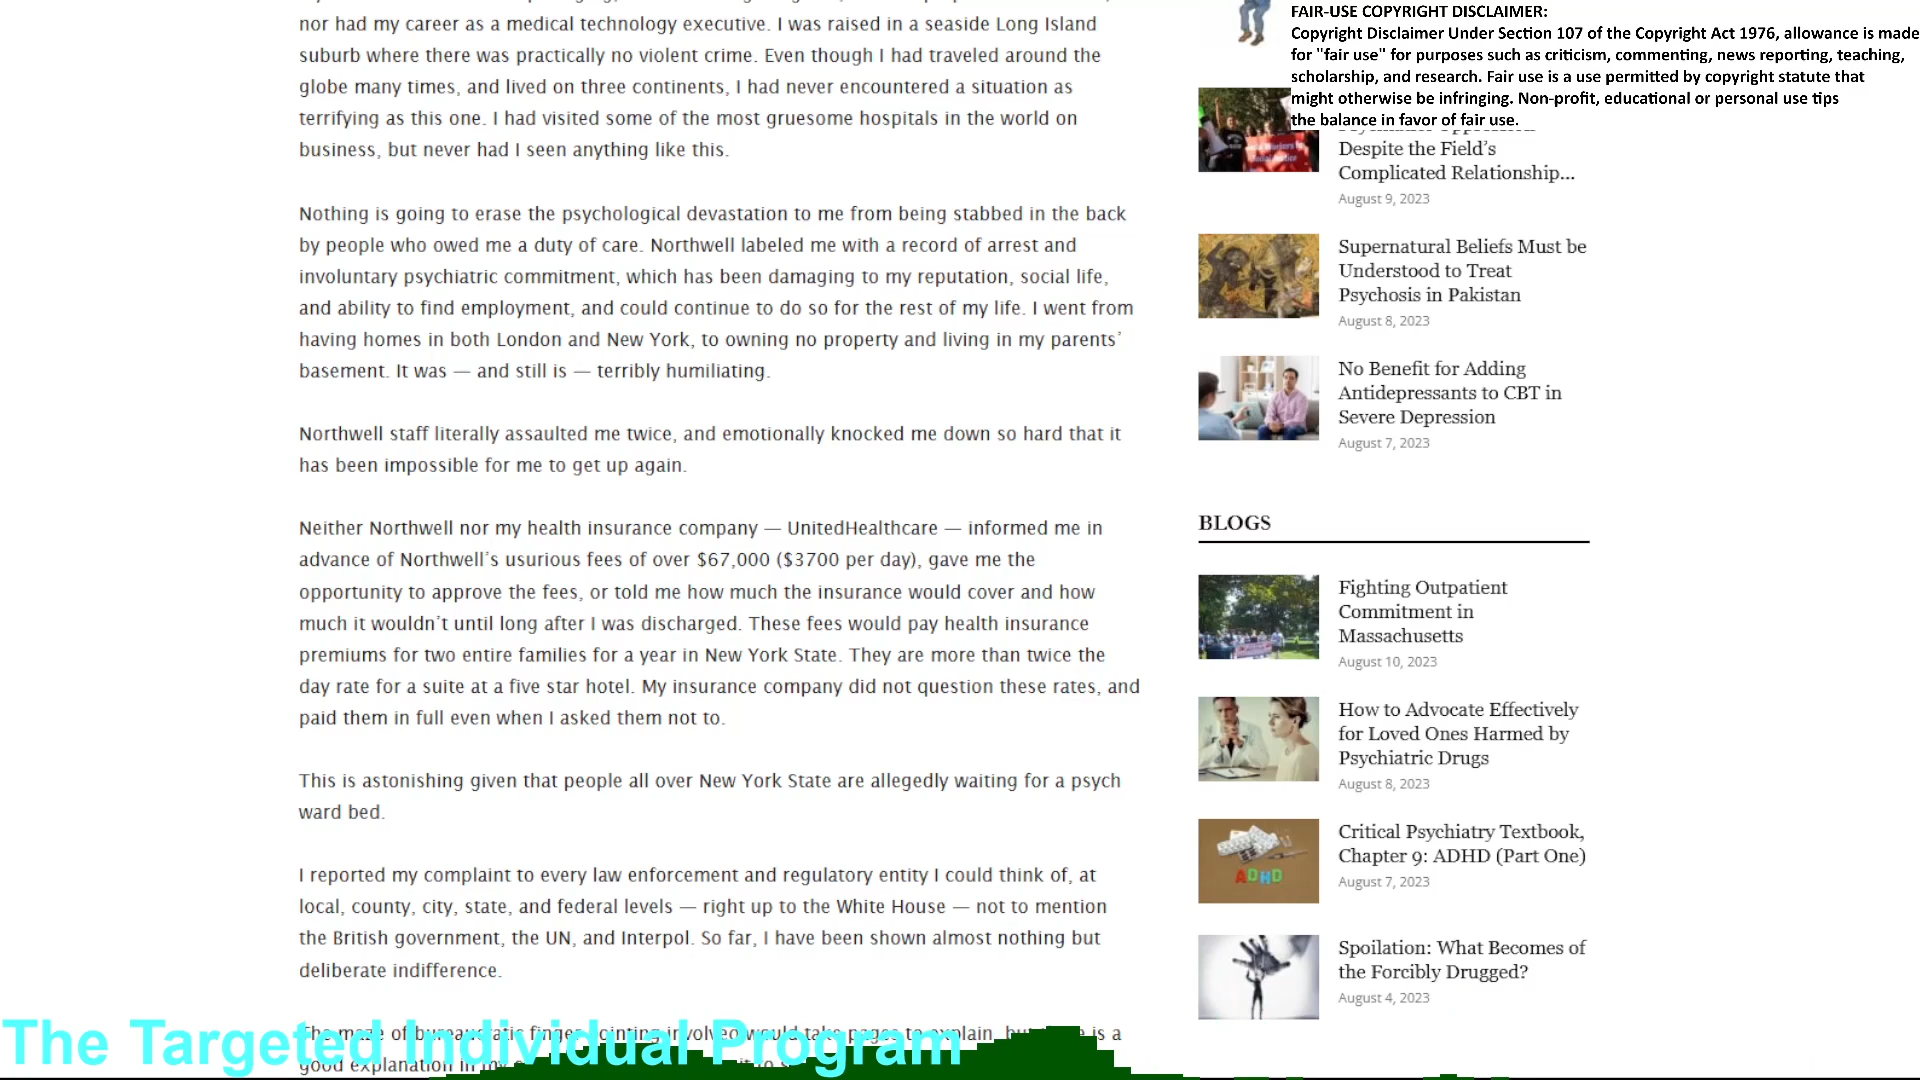 nor had my career as a medical technology executive. I was raised in a seaside Long Island
suburb where there was practically no violent crime. Even though I had traveled around the
globe many times, and lived on three continents, I had never encountered a situation as
terrifying as this one. I had visited some of the most gruesome hospitals in the world on
business, but never had I seen anything like this.
Nothing is going to erase the psychological devastation to me from being stabbed in the back
by people who owed me a duty of care. Northwell labeled me with a record of arrest and
involuntary psychiatric commitment, which has been damaging to my reputation, social life,
and ability to find employment, and could continue to do so for the rest of my life. I went from
having homes in both London and New York, to owning no property and living in my parents’
basement. It was — and still is — terribly humiliating.
Northwell staff literally assaulted me twice, and emotionally knocked me down so hard that it
has been impossible for me to get up again.
Neither Northwell nor my health insurance company — UnitedHealthcare — informed me in
advance of Northwell’s usurious fees of over $67,000 ($3700 per day), gave me the
opportunity to approve the fees, or told me how much the insurance would cover and how
much it wouldn’t until long after I was discharged. These fees would pay health insurance
premiums for two entire families for a year in New York State. They are more than twice the
day rate for a suite at a five star hotel. My insurance company did not question these rates, and
paid them in full even when I asked them not to.
This is astonishing given that people all over New York State are allegedly waiting for a psych
ward bed.
I reported my complaint to every law enforcement and regulatory entity I could think of, at
local, county, city, state, and federal levels — right up to the White House — not to mention
the British government, the UN, and Interpol. So far, I have been shown almost nothing but
deliberate indifference.
The maze of bureaucratic finger pointing involved would take pages to explain, is a
good explanation in my
The Targeted Individual Program
FAIR-USE COPYRIGHT DISCLAIMER:
Copyright Disclaimer Under Section 107 of the Copyright Act 1976, allowance is made
for "fair use" for purposes such as criticism, commenting, news reporting, teaching,
scholarship, and research. Fair use is a use permitted by copyright statute that
might otherwise be infringing. Non-profit, educational or personal use tips
the balance in favor of fair use.
Despite the Field’s
Complicated Relationship...
August 9, 2023
Supernatural Beliefs Must be
Understood to Treat
Psychosis in Pakistan
August 8, 2023
No Benefit for Adding
Antidepressants to CBT in
Severe Depression
August 7, 2023
BLOGS
Fighting Outpatient
Commitment in
Massachusetts
August 10, 2023
How to Advocate Effectively
for Loved Ones Harmed by
Psychiatric Drugs
August 8, 2023
ADHD
Critical Psychiatry Textbook,
Chapter 9: ADHD (Part One)
August 7, 2023
Spoilation: What Becomes of
the Forcibly Drugged?
August 4, 2023